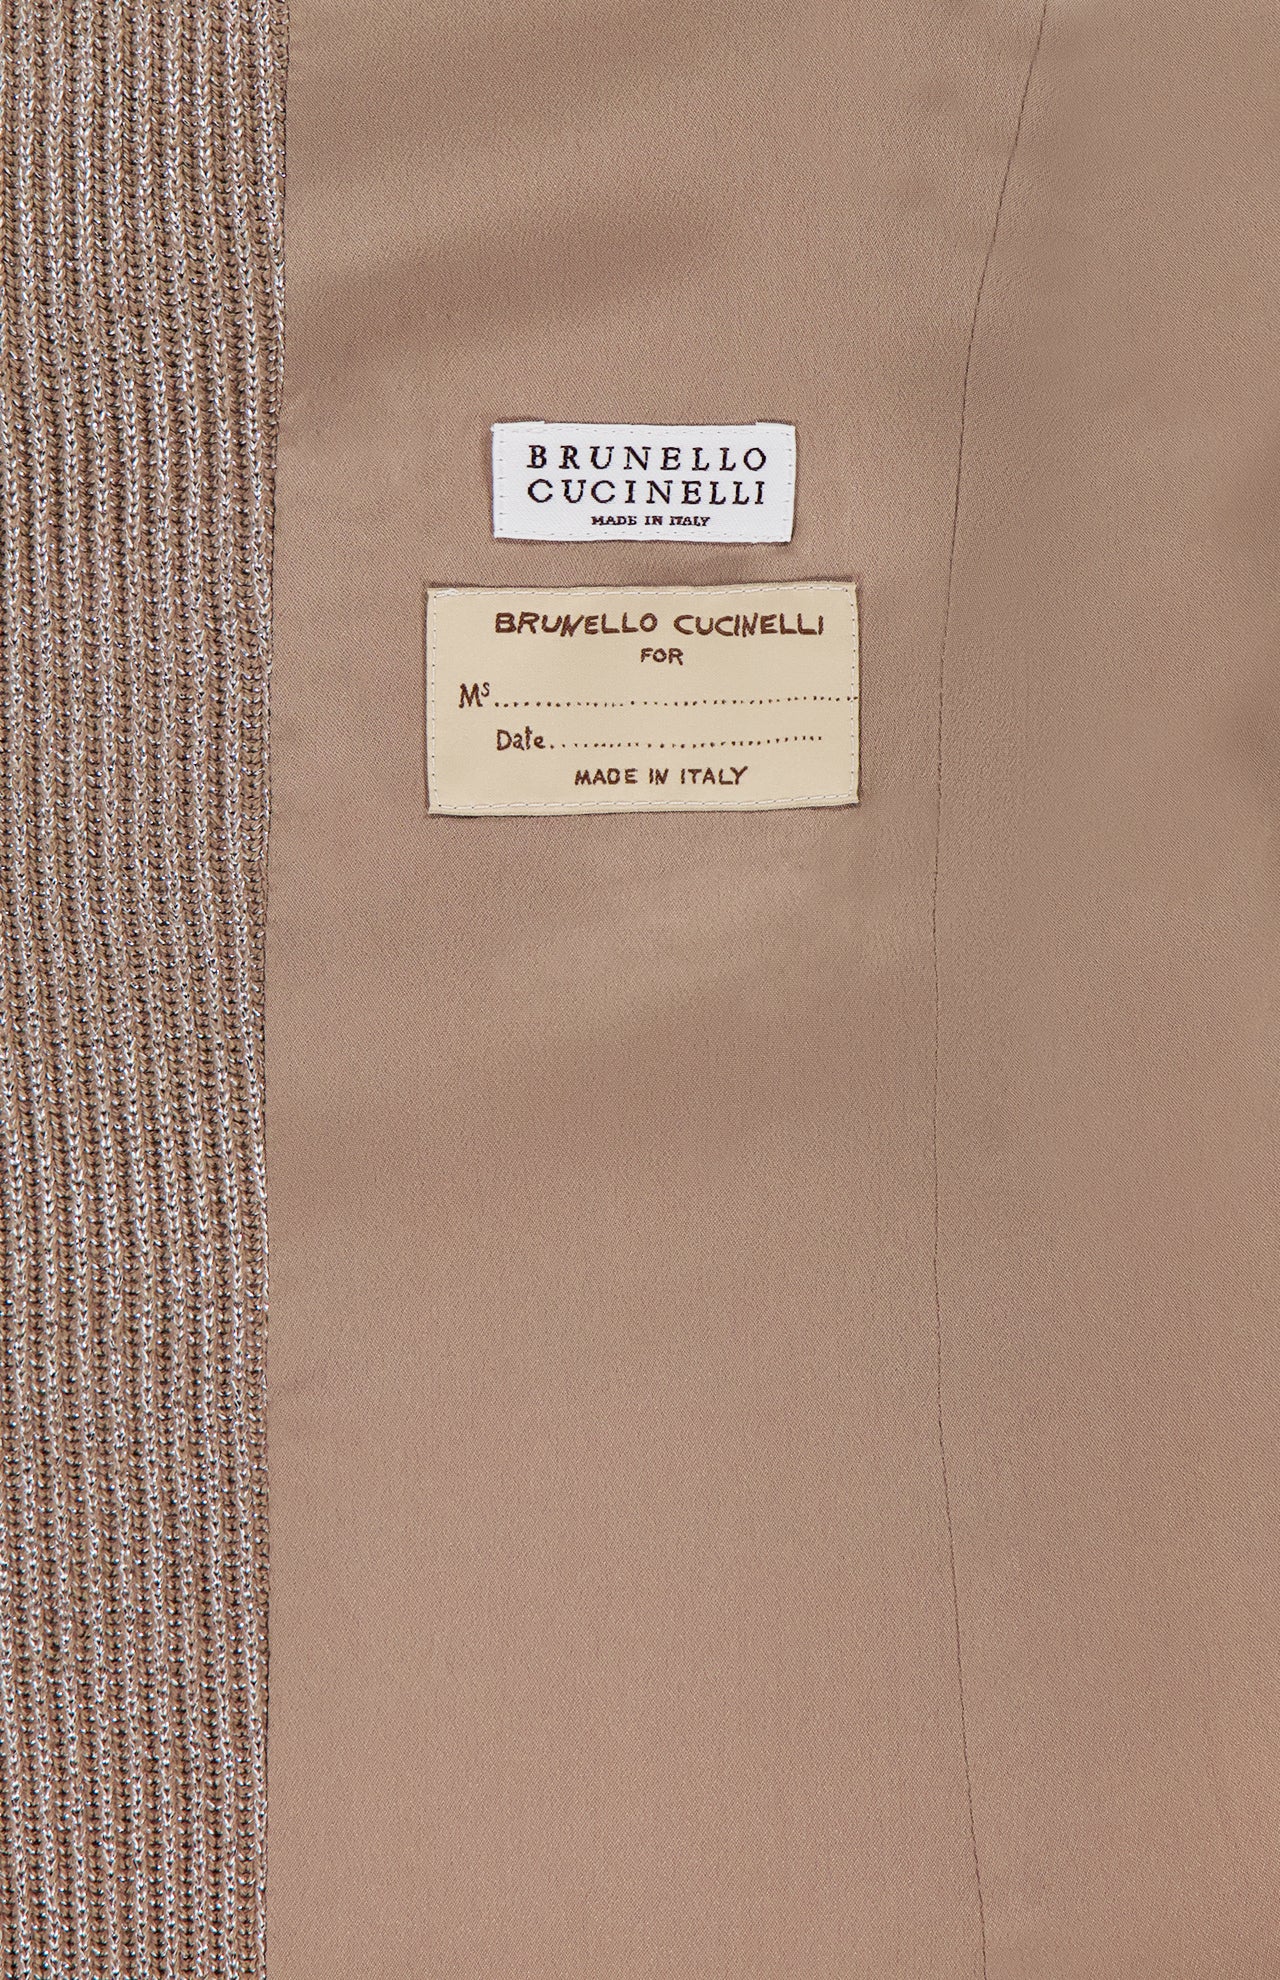 BRUNELLO
CUCINELLI
MADE IN ITALY
BRUNELLO CUCINELLI
FOR
Ms........................................
Date..............................
MADE IN ITALY